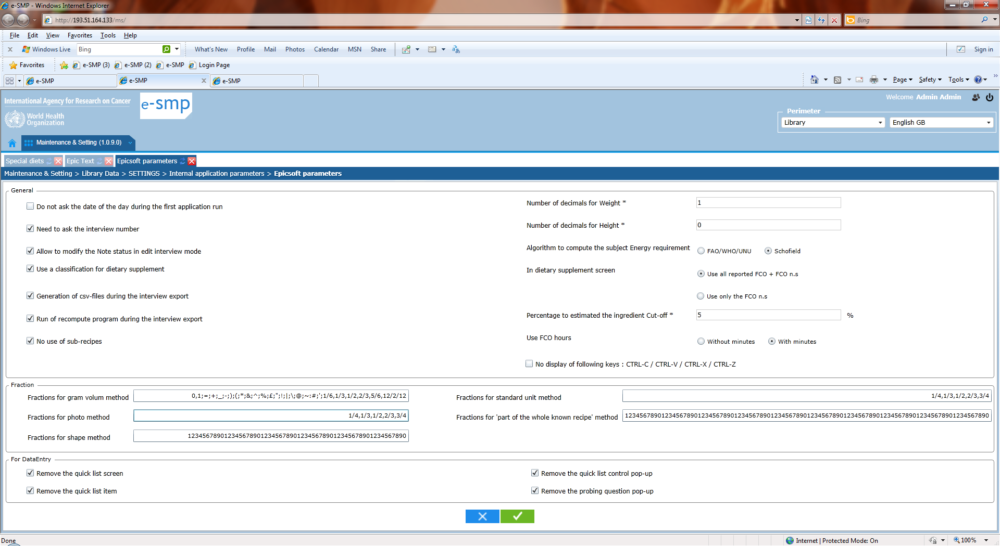 e-SMP - Windows Internet Explorer
http://193.51.164.133/ms/
Bing
File Edit View Favorites Tools Help
x Windows Live Bing What's New Profile Mail Photos Calendar MSN Share Sign in
Favorites e-SMP (3) e-SMP (2) e-SMP Login Page
e-SMP e-SMP e-SMP Page Safety Tools
International Agency for Research on Cancer
World Health Organization
e-smp
Welcome Admin Admin
Perimeter
Library English GB
Maintenance & Setting (1.0.9.0)
Special diets Epic Text Epicsoft parameters
Maintenance & Setting > Library Data > SETTINGS > Internal application parameters > Epicsoft parameters
General
Do not ask the date of the day during the first application run
Need to ask the interview number
Allow to modify the Note status in edit interview mode
Use a classification for dietary supplement
Generation of csv-files during the interview export
Run of recompute program during the interview export
No use of sub-recipes
Number of decimals for Weight * 1
Number of decimals for Height * 0
Algorithm to compute the subject Energy requirement FAO/WHO/UNU Schofield
In dietary supplement screen Use all reported FCO + FCO n.s
Use only the FCO n.s
Percentage to estimated the ingredient Cut-off * 5 %
Use FCO hours Without minutes With minutes
No display of following keys : CTRL-C / CTRL-V / CTRL-X / CTRL-Z
Fraction
Fractions for gram volum method 0,1;=;+;_;-;);(;*;&;^;%;£;";!;|;\;@;~:#;';1/6,1/3,1/2,2/3,5/6,12/2/12
Fractions for standard unit method 1/4,1/3,1/2,2/3,3/4
Fractions for photo method 1/4,1/3,1/2,2/3,3/4
Fractions for 'part of the whole known recipe' method 1234567890123456789012345678901234567890123456789012345678901234567890123456789012345678901234567890
Fractions for shape method 123456789012345678901234567890123456789012345678901234567890
For DataEntry
Remove the quick list screen
Remove the quick list control pop-up
Remove the quick list item
Remove the probing question pop-up
Done
Internet | Protected Mode: On
100%